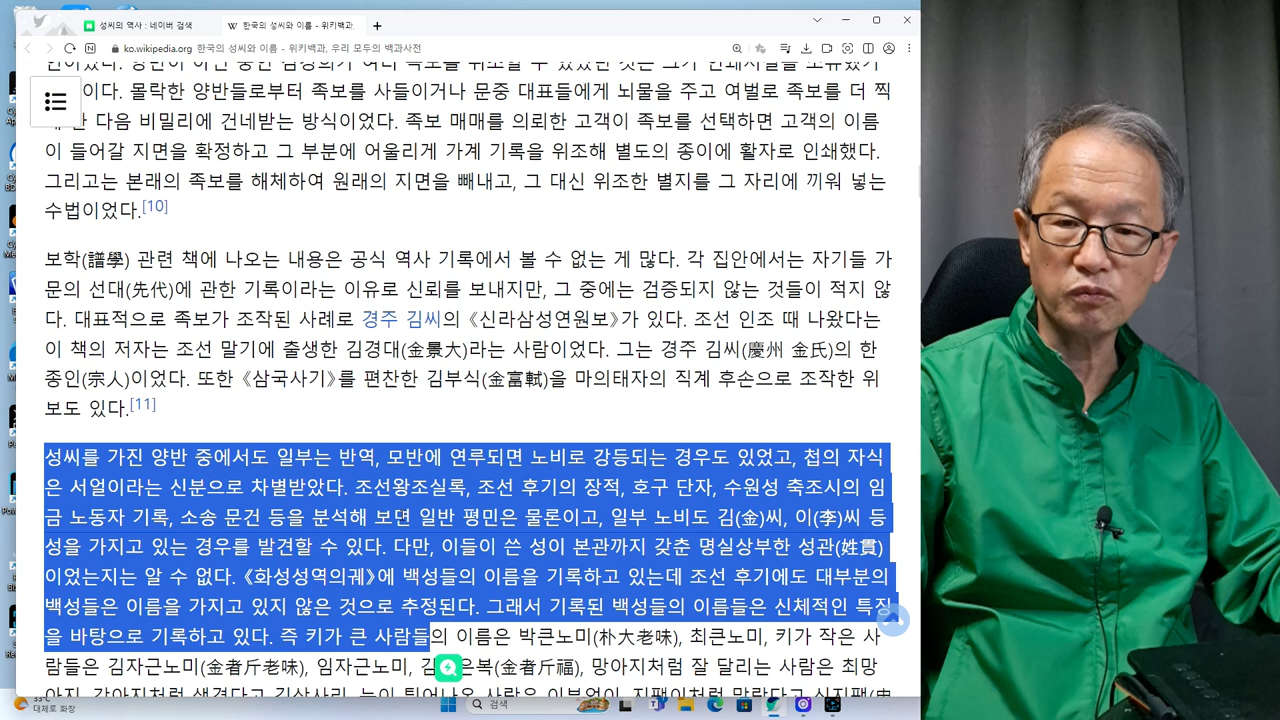 성씨의 역사 : 네이버 검색
한국의 성씨와 이름 - 위키백과,
ko.wikipedia.org 한국의 성씨와 이름 - 위키백과, 우리 모두의 백과사전
이다. 몰락한 양반들로부터 족보를 사들이거나 문중 대표들에게 뇌물을 주고 여벌로 족보를 더 찍
다음 비밀리에 건네받는 방식이었다. 족보 매매를 의뢰한 고객이 족보를 선택하면 고객의 이름
이 들어갈 지면을 확정하고 그 부분에 어울리게 가계 기록을 위조해 별도의 종이에 활자로 인쇄했다.
그리고는 본래의 족보를 해체하여 원래의 지면을 빼내고, 그 대신 위조한 별지를 그 자리에 끼워 넣는
수법이었다.[10]
보학(譜學) 관련 책에 나오는 내용은 공식 역사 기록에서 볼 수 없는 게 많다. 각 집안에서는 자기들 가
문의 선대(先代)에 관한 기록이라는 이유로 신뢰를 보내지만, 그 중에는 검증되지 않는 것들이 적지 않
다. 대표적으로 족보가 조작된 사례로 경주 김씨의 《신라삼성연원보》가 있다. 조선 인조 때 나왔다는
이 책의 저자는 조선 말기에 출생한 김경대(金景大)라는 사람이었다. 그는 경주 김씨(慶州 金氏)의 한
종인(宗人)이었다. 또한 《삼국사기》를 편찬한 김부식(金富軾)을 마의태자의 직계 후손으로 조작한 위
보도 있다.[11]
성씨를 가진 양반 중에서도 일부는 반역, 모반에 연루되면 노비로 강등되는 경우도 있었고, 첩의 자식
은 서얼이라는 신분으로 차별받았다. 조선왕조실록, 조선 후기의 장적, 호구 단자, 수원성 축조시의 임
금 노동자 기록, 소송 문건 등을 분석해 보면 일반 평민은 물론이고, 일부 노비도 김(金)씨, 이(李)씨 등
성을 가지고 있는 경우를 발견할 수 있다. 다만, 이들이 쓴 성이 본관까지 갖춘 명실상부한 성관(姓貫)
이었는지는 알 수 없다. 《화성성역의궤》에 백성들의 이름을 기록하고 있는데 조선 후기에도 대부분의
백성들은 이름을 가지고 있지 않은 것으로 추정된다. 그래서 기록된 백성들의 이름들은 신체적인 특징
을 바탕으로 기록하고 있다. 즉 키가 큰 사람들의 이름은 박큰노미(朴大老味), 최큰노미, 키가 작은 사
람들은 김자근노미(金者斤老味), 임자근노미, 김 은복(金者斤福), 망아지처럼 잘 달리는 사람은 최망
대체로 화창
검색